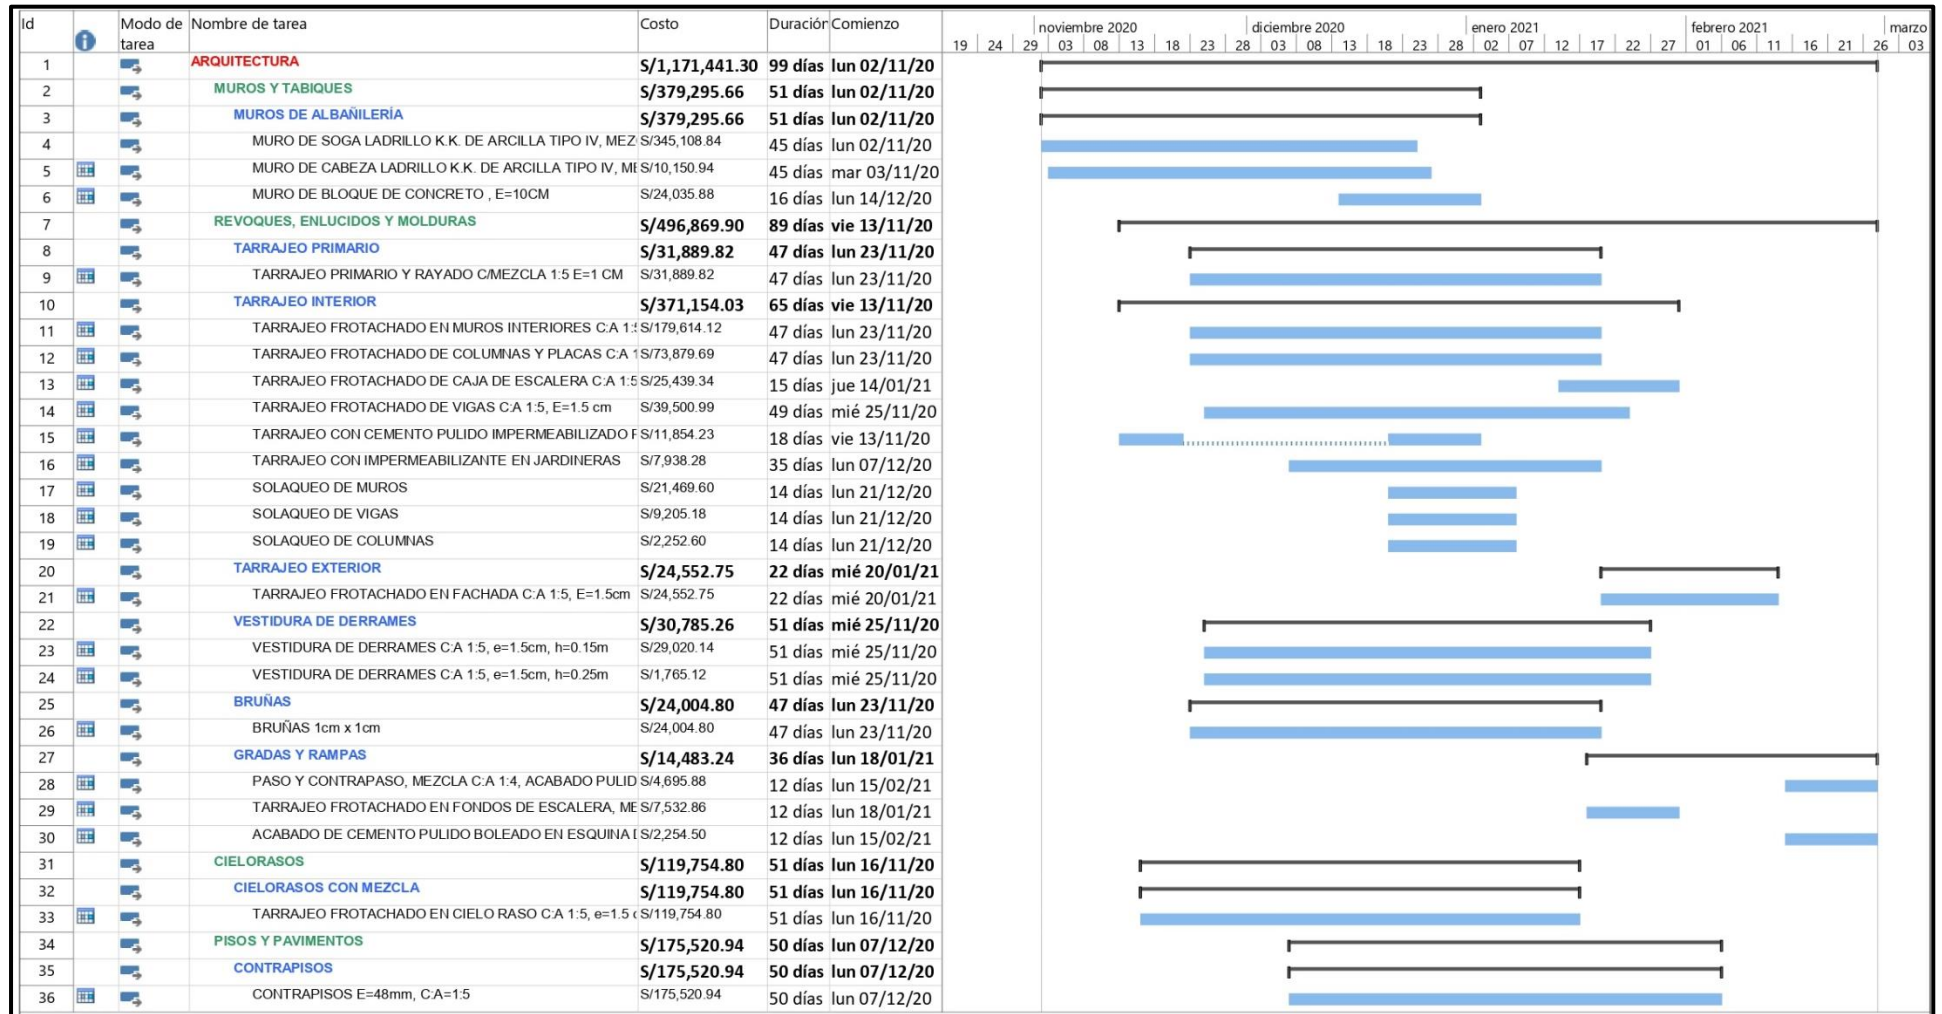 Id Modo de tarea Nombre de tarea Costo Duración Comienzo
noviembre 2020 diciembre 2020 enero 2021 febrero 2021 marzo
19 24 29 03 08 13 18 23 28 03 08 13 18 23 28 02 07 12 17 22 27 01 06 11 16 21 26 03
1 ARQUITECTURA S/1,171,441.30 99 días lun 02/11/20
2 MUROS Y TABIQUES S/379,295.66 51 días lun 02/11/20
3 MUROS DE ALBAÑILERÍA S/379,295.66 51 días lun 02/11/20
4 MURO DE SOGA LADRILLO K.K. DE ARCILLA TIPO IV, MEZ S/345,108.84 45 días lun 02/11/20
5 MURO DE CABEZA LADRILLO K.K. DE ARCILLA TIPO IV, ME S/10,150.94 45 días mar 03/11/20
6 MURO DE BLOQUE DE CONCRETO , E=10CM S/24,035.88 16 días lun 14/12/20
7 REVOQUES, ENLUCIDOS Y MOLDURAS S/496,869.90 89 días vie 13/11/20
8 TARRAJEO PRIMARIO S/31,889.82 47 días lun 23/11/20
9 TARRAJEO PRIMARIO Y RAYADO C/MEZCLA 1:5 E=1 CM S/31,889.82 47 días lun 23/11/20
10 TARRAJEO INTERIOR S/371,154.03 65 días vie 13/11/20
11 TARRAJEO FROTACHADO EN MUROS INTERIORES C:A 1:5 S/179,614.12 47 días lun 23/11/20
12 TARRAJEO FROTACHADO DE COLUMNAS Y PLACAS C:A 1 S/73,879.69 47 días lun 23/11/20
13 TARRAJEO FROTACHADO DE CAJA DE ESCALERA C:A 1:5 S/25,439.34 15 días jue 14/01/21
14 TARRAJEO FROTACHADO DE VIGAS C:A 1:5, E=1.5 cm S/39,500.99 49 días mié 25/11/20
15 TARRAJEO CON CEMENTO PULIDO IMPERMEABILIZADO P S/11,854.23 18 días vie 13/11/20
16 TARRAJEO CON IMPERMEABILIZANTE EN JARDINERAS S/7,938.28 35 días lun 07/12/20
17 SOLAQUEO DE MUROS S/21,469.60 14 días lun 21/12/20
18 SOLAQUEO DE VIGAS S/9,205.18 14 días lun 21/12/20
19 SOLAQUEO DE COLUMNAS S/2,252.60 14 días lun 21/12/20
20 TARRAJEO EXTERIOR S/24,552.75 22 días mié 20/01/21
21 TARRAJEO FROTACHADO EN FACHADA C:A 1:5, E=1.5cm S/24,552.75 22 días mié 20/01/21
22 VESTIDURA DE DERRAMES S/30,785.26 51 días mié 25/11/20
23 VESTIDURA DE DERRAMES C:A 1:5, e=1.5cm, h=0.15m S/29,020.14 51 días mié 25/11/20
24 VESTIDURA DE DERRAMES C:A 1:5, e=1.5cm, h=0.25m S/1,765.12 51 días mié 25/11/20
25 BRUÑAS S/24,004.80 47 días lun 23/11/20
26 BRUÑAS 1cm x 1cm S/24,004.80 47 días lun 23/11/20
27 GRADAS Y RAMPAS S/14,483.24 36 días lun 18/01/21
28 PASO Y CONTRAPASO, MEZCLA C:A 1:4, ACABADO PULID S/4,695.88 12 días lun 15/02/21
29 TARRAJEO FROTACHADO EN FONDOS DE ESCALERA, ME S/7,532.86 12 días lun 18/01/21
30 ACABADO DE CEMENTO PULIDO BOLEADO EN ESQUINA S/2,254.50 12 días lun 15/02/21
31 CIELORASOS S/119,754.80 51 días lun 16/11/20
32 CIELORASOS CON MEZCLA S/119,754.80 51 días lun 16/11/20
33 TARRAJEO FROTACHADO EN CIELO RASO C:A 1:5, e=1.5 S/119,754.80 51 días lun 16/11/20
34 PISOS Y PAVIMENTOS S/175,520.94 50 días lun 07/12/20
35 CONTRAPISOS S/175,520.94 50 días lun 07/12/20
36 CONTRAPISOS E=48mm, C:A=1:5 S/175,520.94 50 días lun 07/12/20